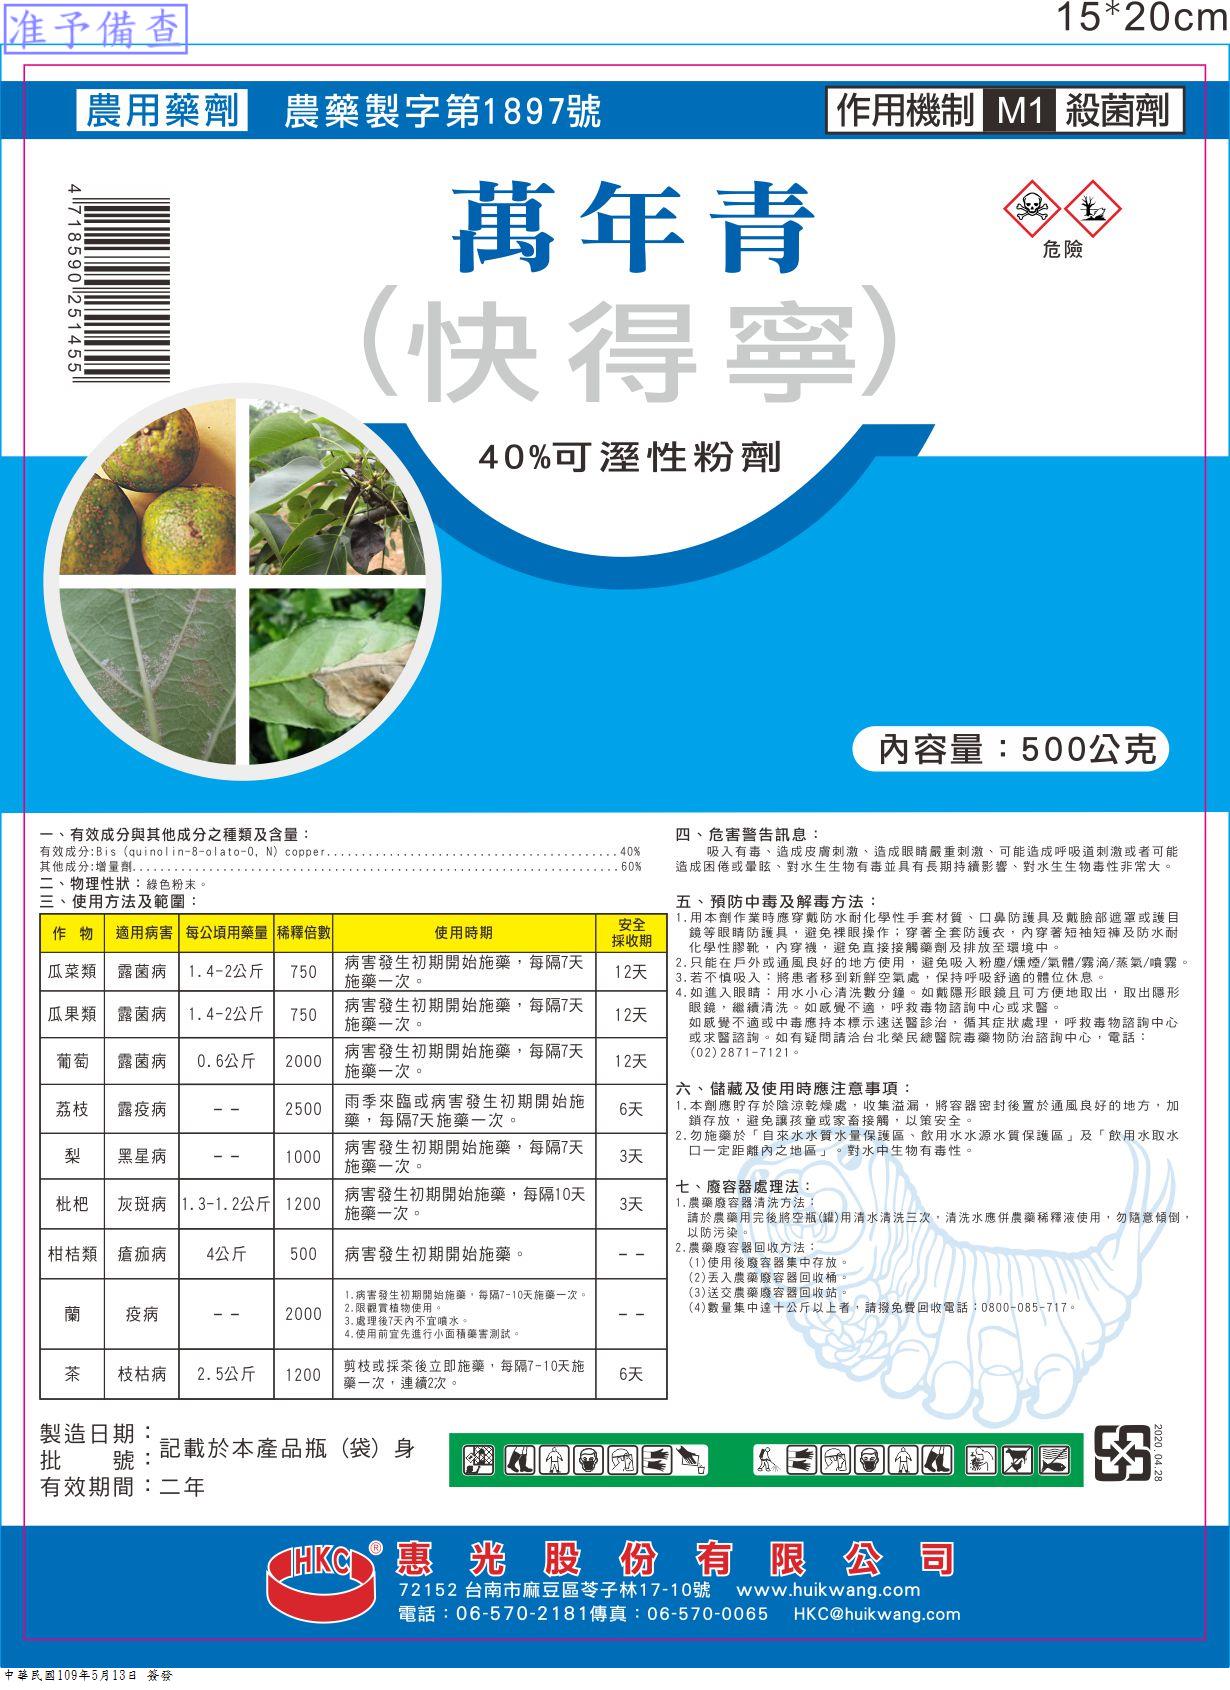 准予備查
15*20cm
農用藥劑 農藥製字第1897號
作用機制 M1 殺菌劑
4 718590 251455
萬年青
(快得寧)
危險
40%可溼性粉劑
內容量：500公克
一、有效成分與其他成分之種類及含量：
有效成分:Bis (quinolin-8-olato-O, N) copper...........................................40%
其他成分:增量劑.......................................................................60%
二、物理性狀：綠色粉末。
三、使用方法及範圍：
作 物 適用病害 每公頃用藥量 稀釋倍數 使用時期 安全
採收期
瓜菜類 露菌病 1.4-2公斤 750 病害發生初期開始施藥，每隔7天
施藥一次。 12天
瓜果類 露菌病 1.4-2公斤 750 病害發生初期開始施藥，每隔7天
施藥一次。 12天
葡萄 露菌病 0.6公斤 2000 病害發生初期開始施藥，每隔7天
施藥一次。 12天
荔枝 露疫病 -- 2500 雨季來臨或病害發生初期開始施
藥，每隔7天施藥一次。 6天
梨 黑星病 -- 1000 病害發生初期開始施藥，每隔7天
施藥一次。 3天
枇杷 灰斑病 1.3-1.2公斤 1200 病害發生初期開始施藥，每隔10天
施藥一次。 3天
柑桔類 瘡痂病 4公斤 500 病害發生初期開始施藥。 --
蘭 疫病 -- 2000 1.病害發生初期開始施藥，每隔7-10天施藥一次。
2.限觀賞植物使用。
3.處理後7天內不宜噴水。
4.使用前宜先進行小面積藥害測試。 --
茶 枝枯病 2.5公斤 1200 剪枝或採茶後立即施藥，每隔7-10天施
藥一次，連續2次。 6天
四、危害警告訊息：
吸入有毒、造成皮膚刺激、造成眼睛嚴重刺激、可能造成呼吸道刺激或者可能
造成困倦或暈眩、對水生生物有毒並具有長期持續影響、對水生生物毒性非常大。
五、預防中毒及解毒方法：
1.用本劑作業時應穿戴防水耐化學性手套材質、口鼻防護具及戴臉部遮罩或護目
鏡等眼睛防護具，避免裸眼操作；穿著全套防護衣，內穿著短袖短褲及防水耐
化學性膠靴，內穿襪，避免直接接觸藥劑及排放至環境中。
2.只能在戶外或通風良好的地方使用，避免吸入粉塵/燻煙/氣體/霧滴/蒸氣/噴霧。
3.若不慎吸入：將患者移到新鮮空氣處，保持呼吸舒適的體位休息。
4.如進入眼睛：用水小心清洗數分鐘。如戴隱形眼鏡且可方便地取出，取出隱形
眼鏡，繼續清洗。如感覺不適，呼救毒物諮詢中心或求醫。
如感覺不適或中毒應持本標示速送醫診治，循其症狀處理，呼救毒物諮詢中心
或求醫諮詢。如有疑問請洽台北榮民總醫院毒藥物防治諮詢中心，電話：
(02)2871-7121。
六、儲藏及使用時應注意事項：
1.本劑應貯存於陰涼乾燥處，收集溢漏，將容器密封後置於通風良好的地方，加
鎖存放，避免讓孩童或家畜接觸，以策安全。
2.勿施藥於「自來水水質水量保護區、飲用水水源水質保護區」及「飲用水取水
口一定距離內之地區」。對水中生物有毒性。
七、廢容器處理法：
1.農藥廢容器清洗方法：
請於農藥用完後將空瓶(罐)用清水清洗三次，清洗水應併農藥稀釋液使用，勿隨意傾倒，
以防污染。
2.農藥廢容器回收方法：
(1)使用後廢容器集中存放。
(2)丟入農藥廢容器回收桶。
(3)送交農藥廢容器回收站。
(4)數量集中達十公斤以上者，請撥免費回收電話：0800-085-717。
製造日期：
批 號：記載於本產品瓶（袋）身
有效期間：二年
2020.04.28
HKC ® 惠光股份有限公司
72152 台南市麻豆區苓子林17-10號 www.huikwang.com
電話：06-570-2181傳真：06-570-0065 HKC@huikwang.com
中華民國109年5月13日 簽發